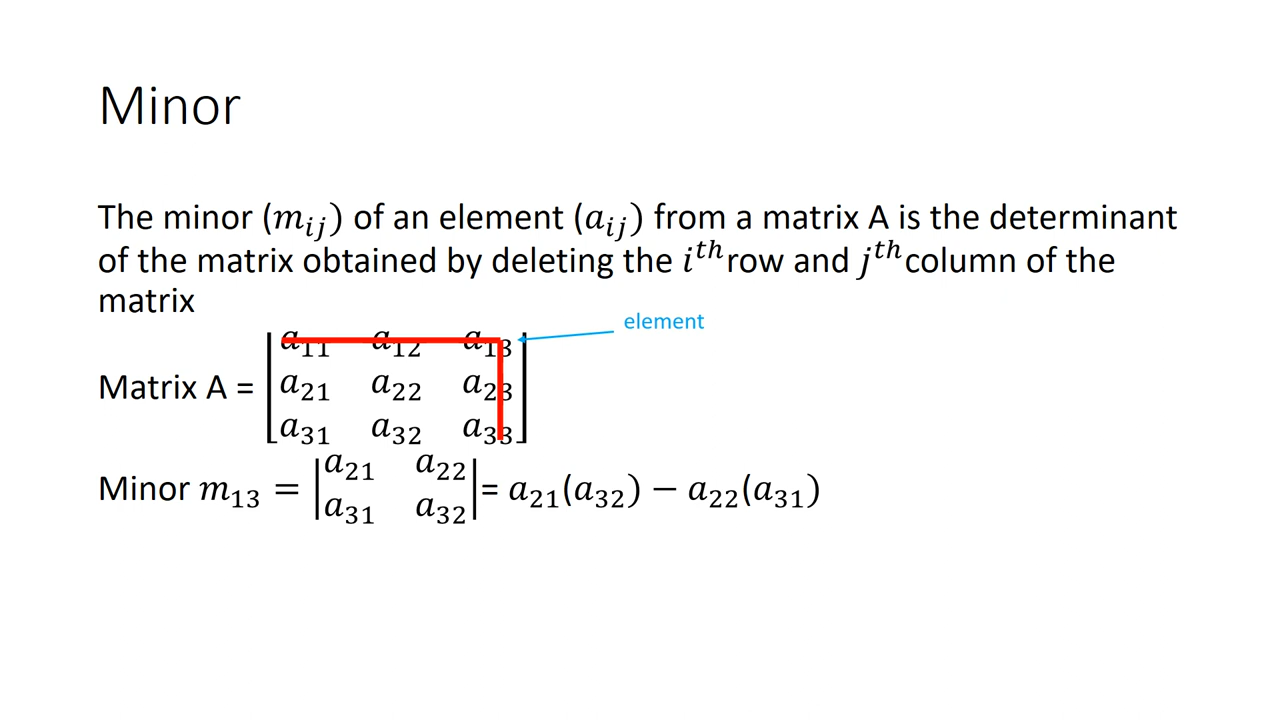 Minor
The minor (𝑚𝑖𝑗) of an element (𝑎𝑖𝑗) from a matrix A is the determinant
of the matrix obtained by deleting the 𝑖ᵗʰ row and 𝑗ᵗʰ column of the
matrix
element
𝑎₁₁ 𝑎₁₂ 𝑎₁₃
Matrix A = [𝑎₂₁ 𝑎₂₂ 𝑎₂₃]
𝑎₃₁ 𝑎₃₂ 𝑎₃₃
Minor 𝑚₁₃ = |𝑎₂₁ 𝑎₂₂| = 𝑎₂₁(𝑎₃₂) − 𝑎₂₂(𝑎₃₁)
𝑎₃₁ 𝑎₃₂